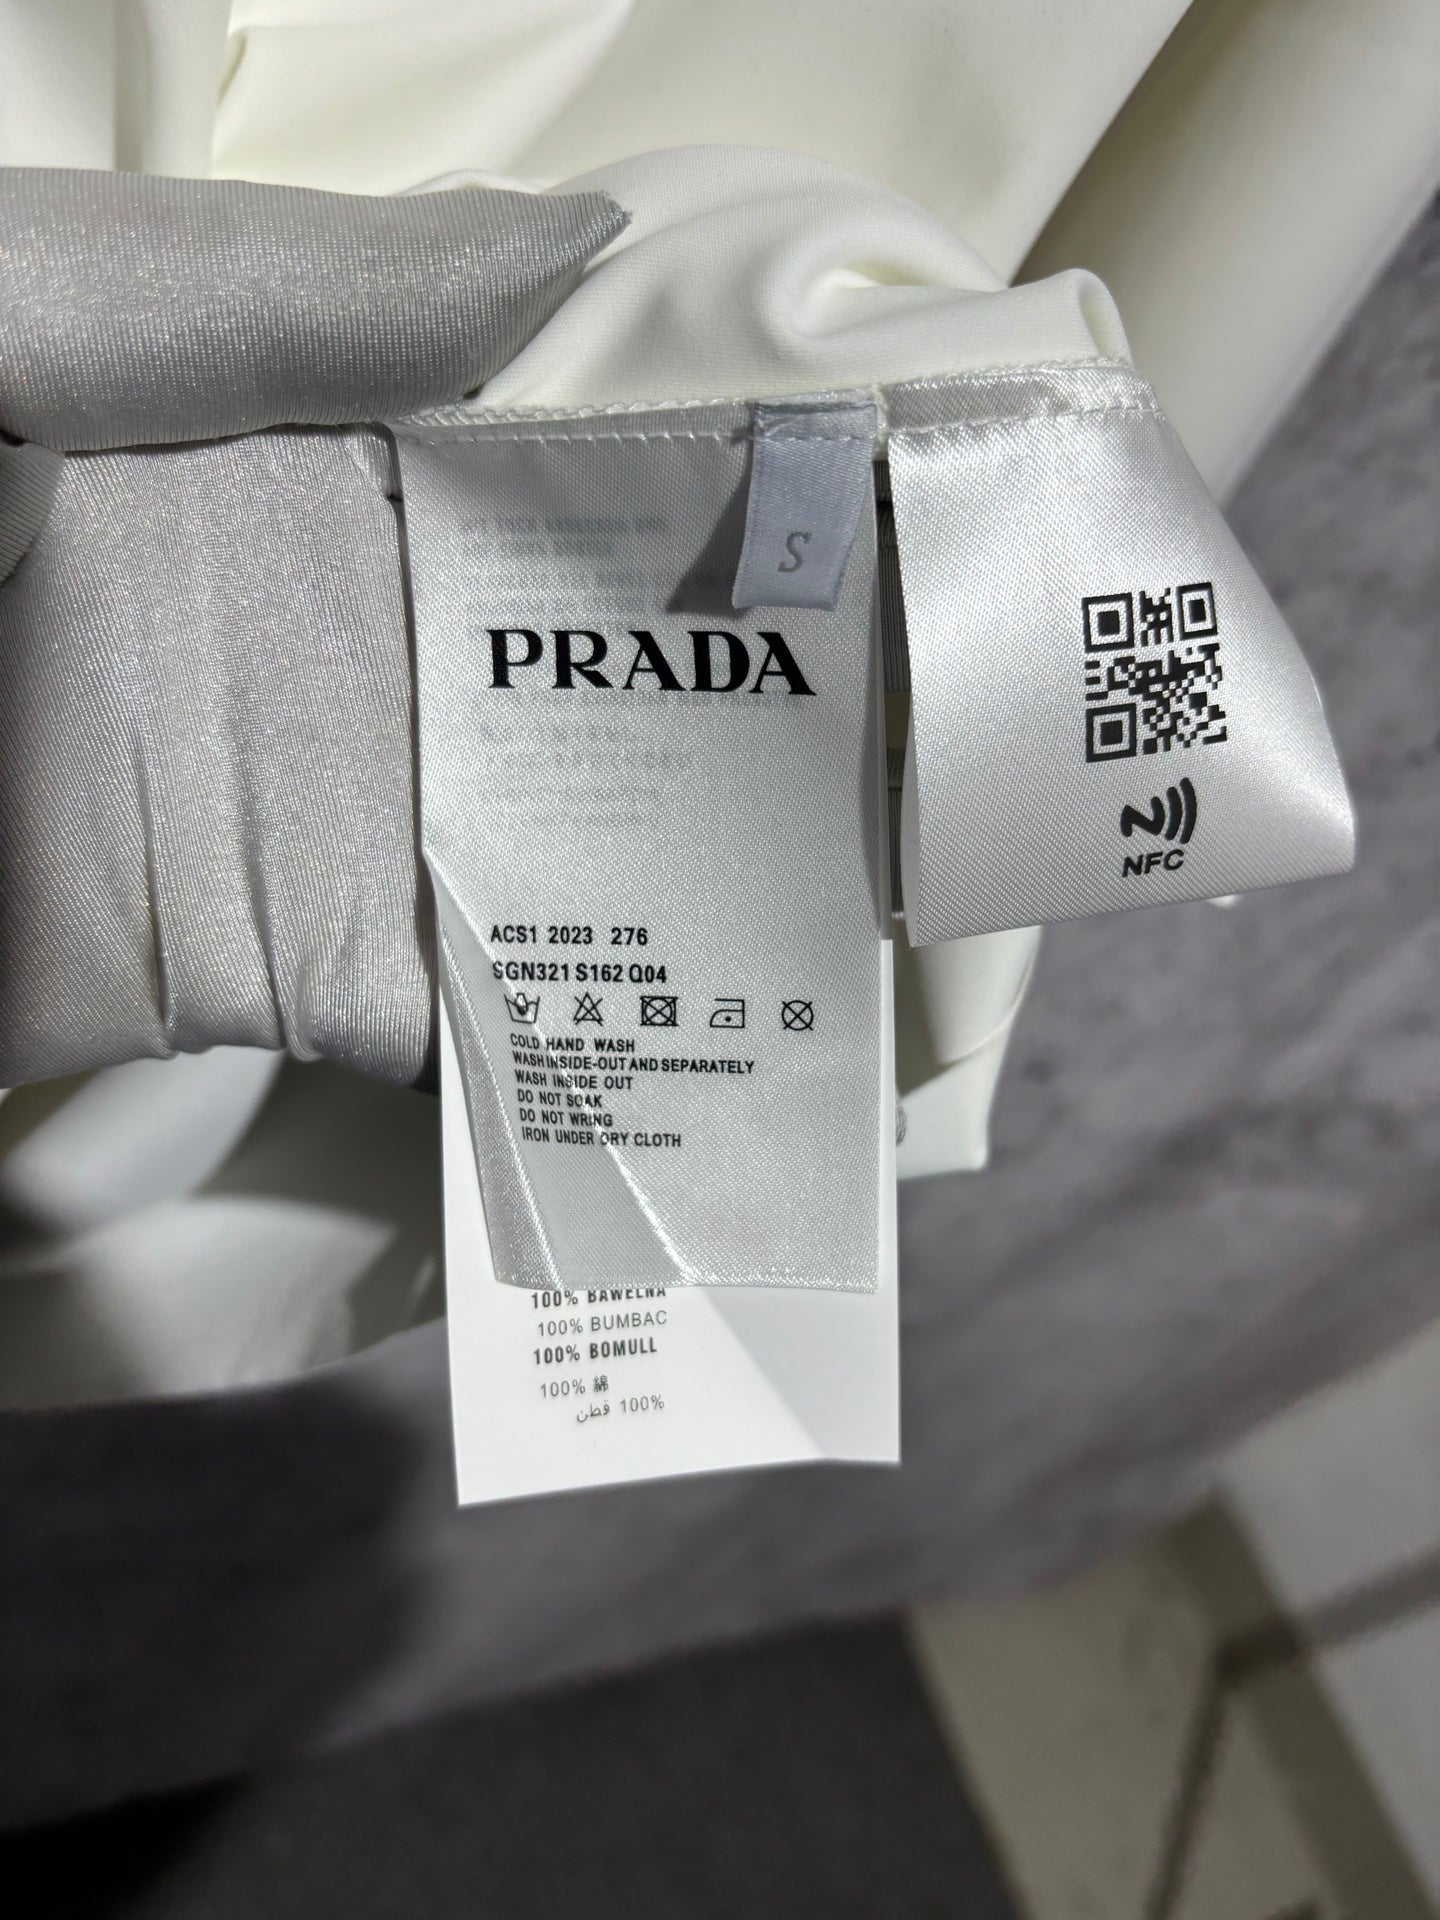 S
PRADA
NFC
ACS1 2023 276
SGN321 S162 Q04
COLD HAND WASH
WASH INSIDE-OUT AND SEPARATELY
WASH INSIDE OUT
DO NOT SOAK
DO NOT WRING
IRON UNDER DRY CLOTH
100% BAWEŁNA
100% BUMBAC
100% BOMULL
100% 綿
100% قطن